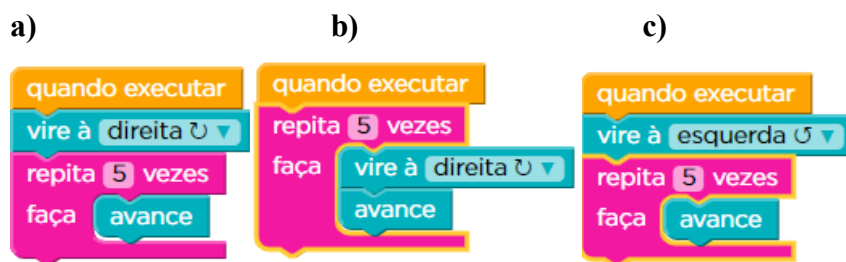 a)
b)
c)
quando executar
vire à direita ↻ ▼
repita 5 vezes
faça avance
quando executar
repita 5 vezes
faça vire à direita ↻ ▼
avance
quando executar
vire à esquerda ↺ ▼
repita 5 vezes
faça avance